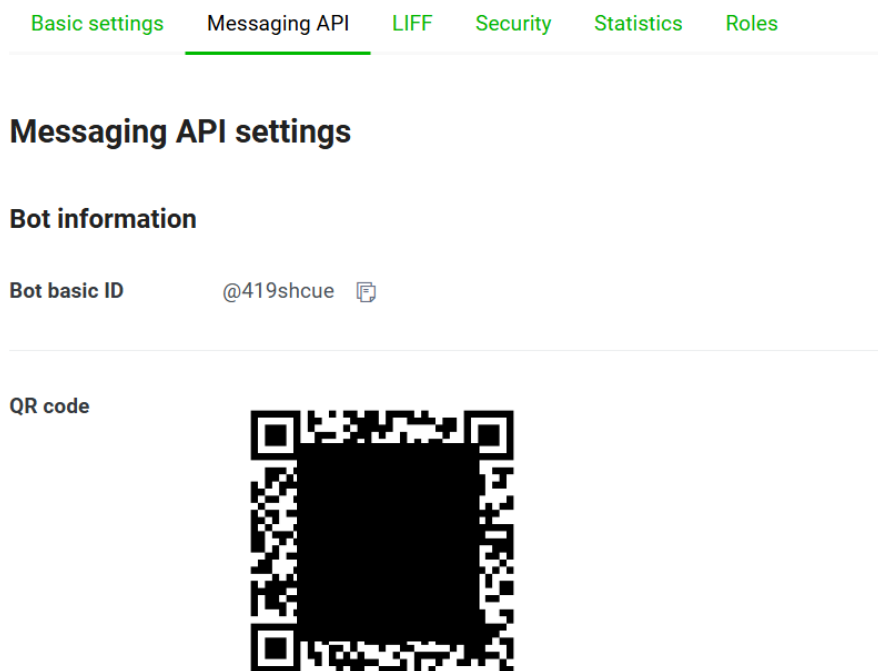 Basic settings Messaging API LIFF Security Statistics Roles
Messaging API settings
Bot information
Bot basic ID @419shcue
QR code